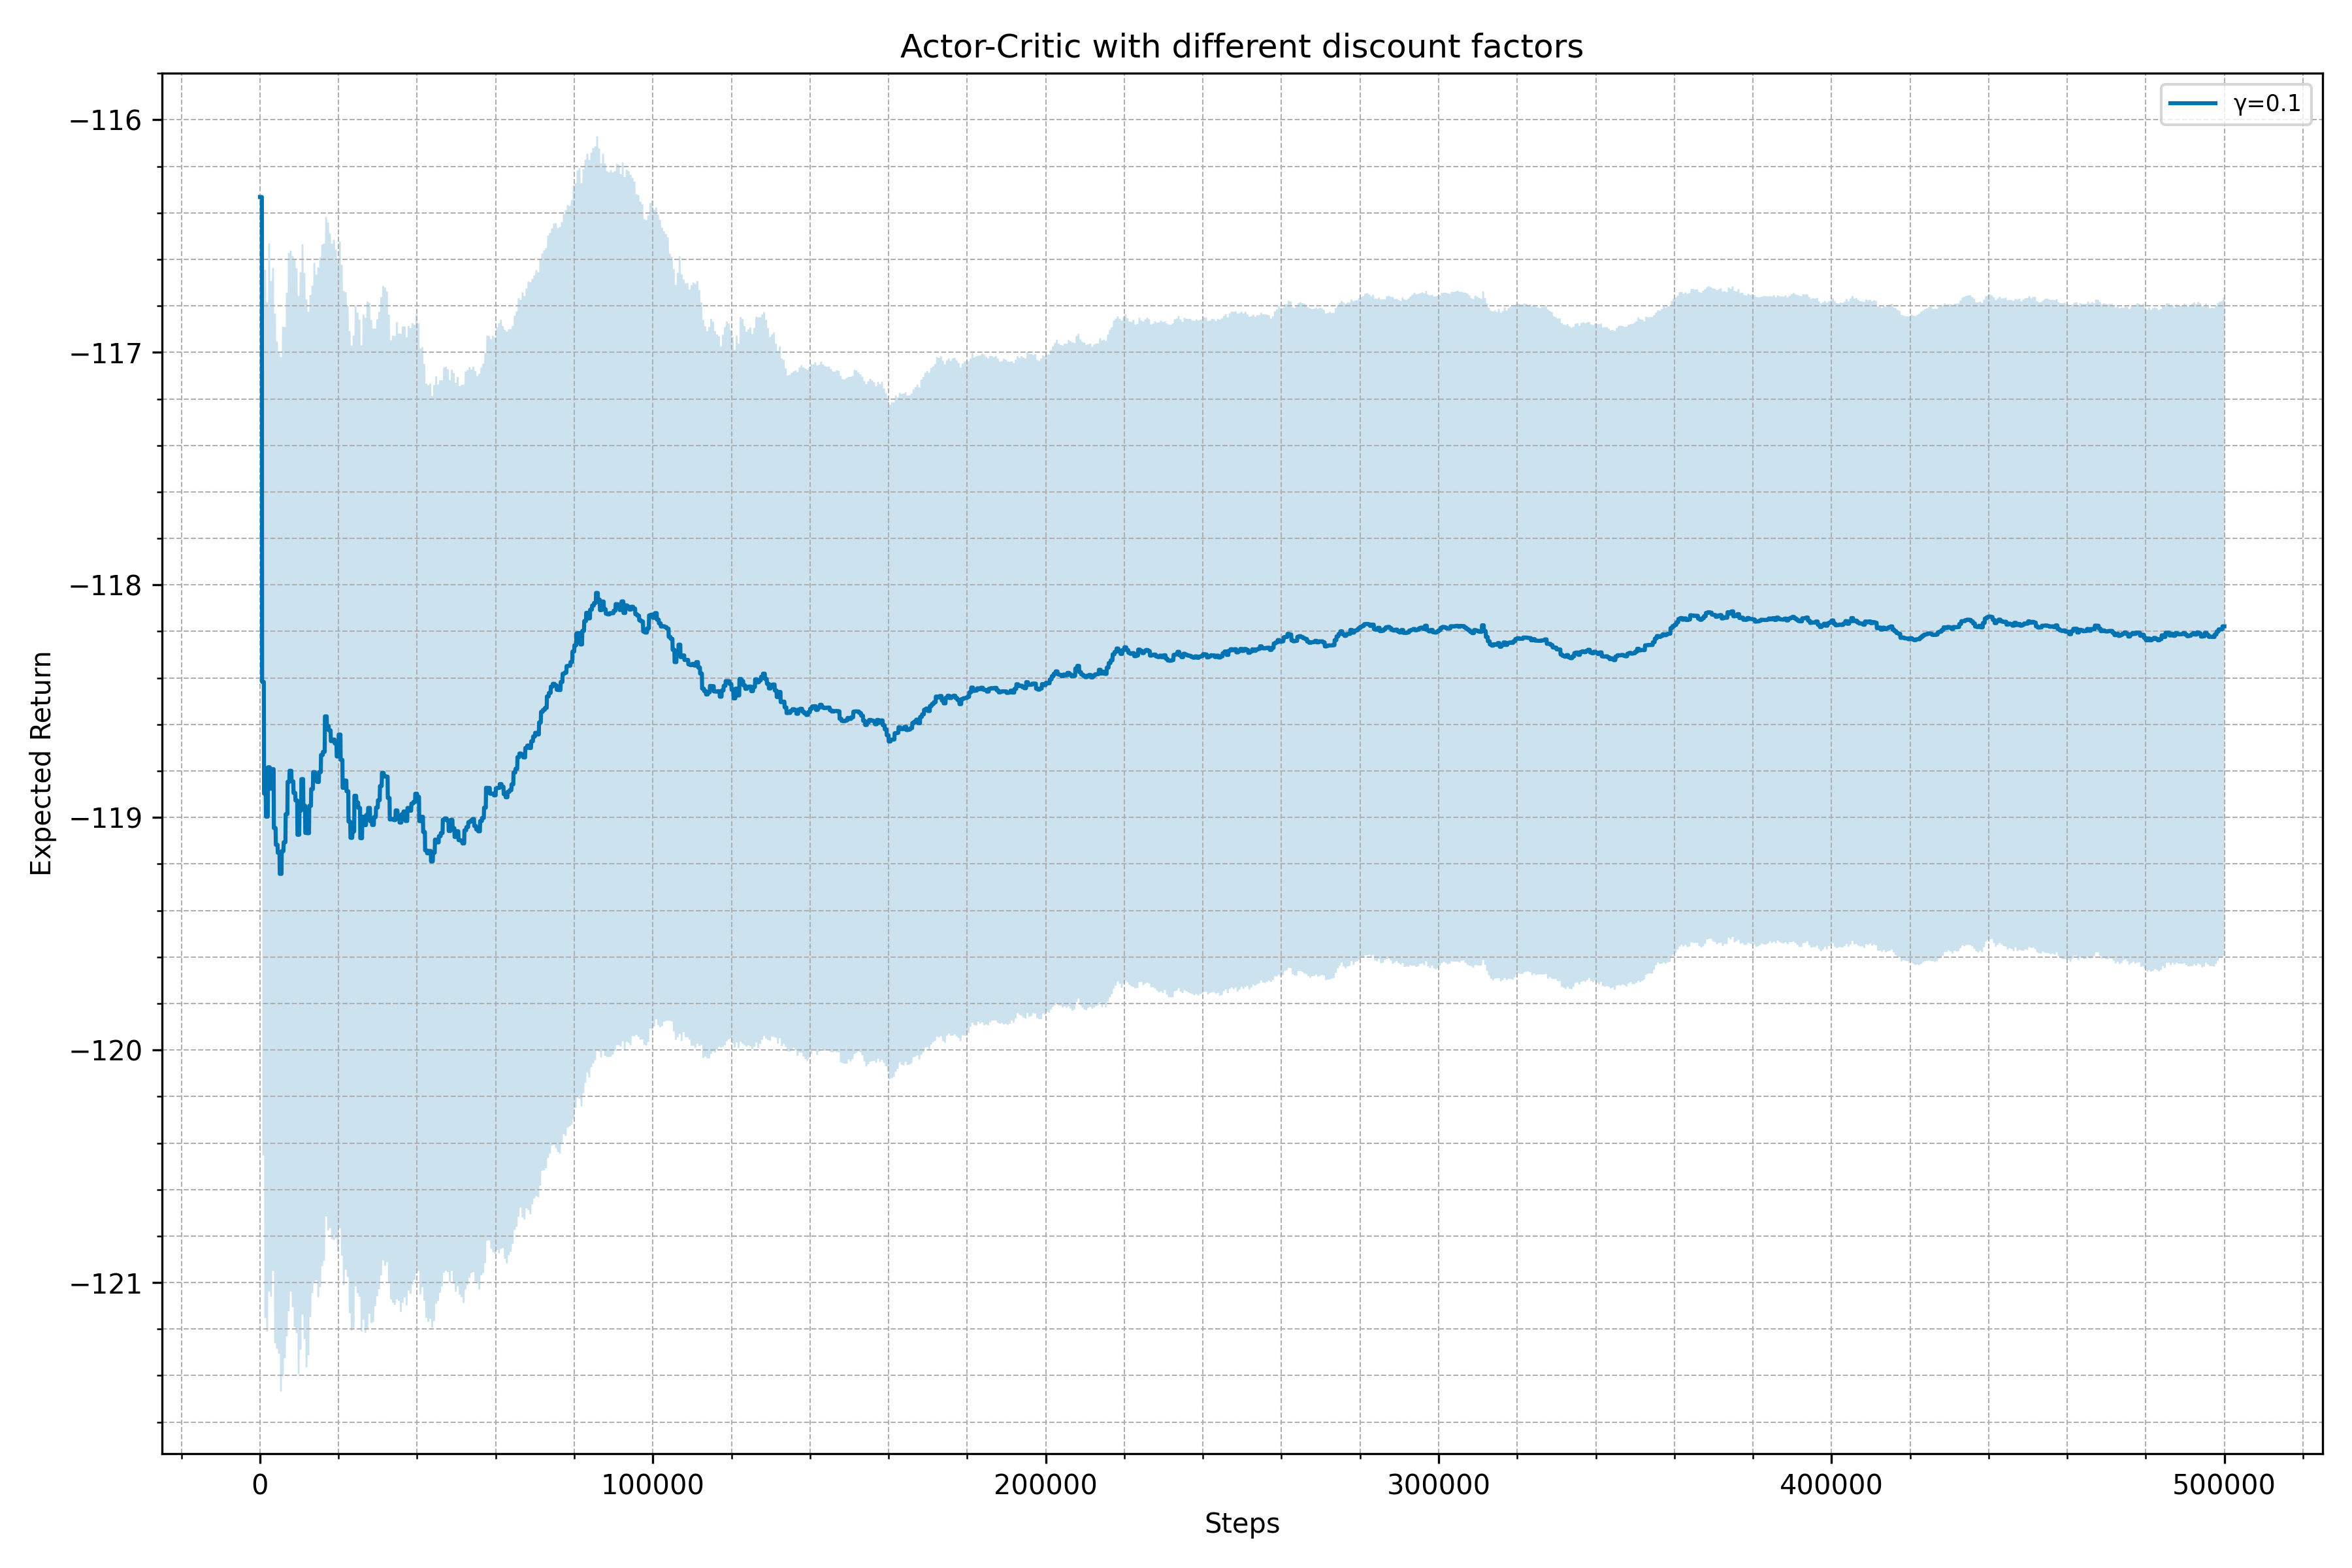 Actor-Critic with different discount factors
γ=0.1
Expected Return
−116
−117
−118
−119
−120
−121
0 100000 200000 300000 400000 500000
Steps